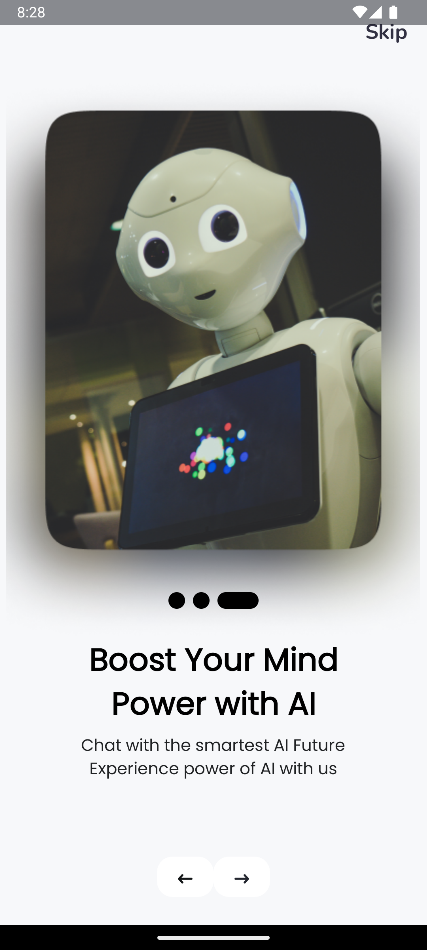 8:28
Skip
Boost Your Mind
Power with AI
Chat with the smartest AI Future
Experience power of AI with us